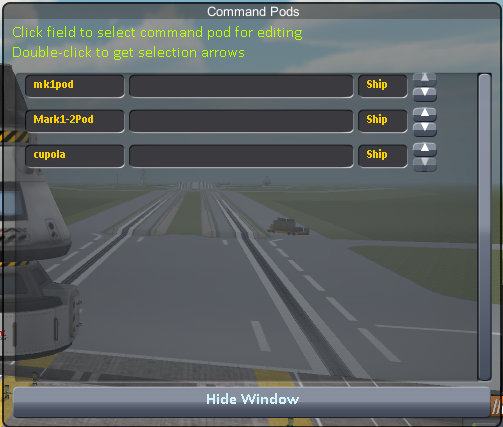 Command Pods
Click field to select command pod for editing
Double-click to get selection arrows
mk1pod Ship
Mark1-2Pod Ship
cupola Ship
Hide Window